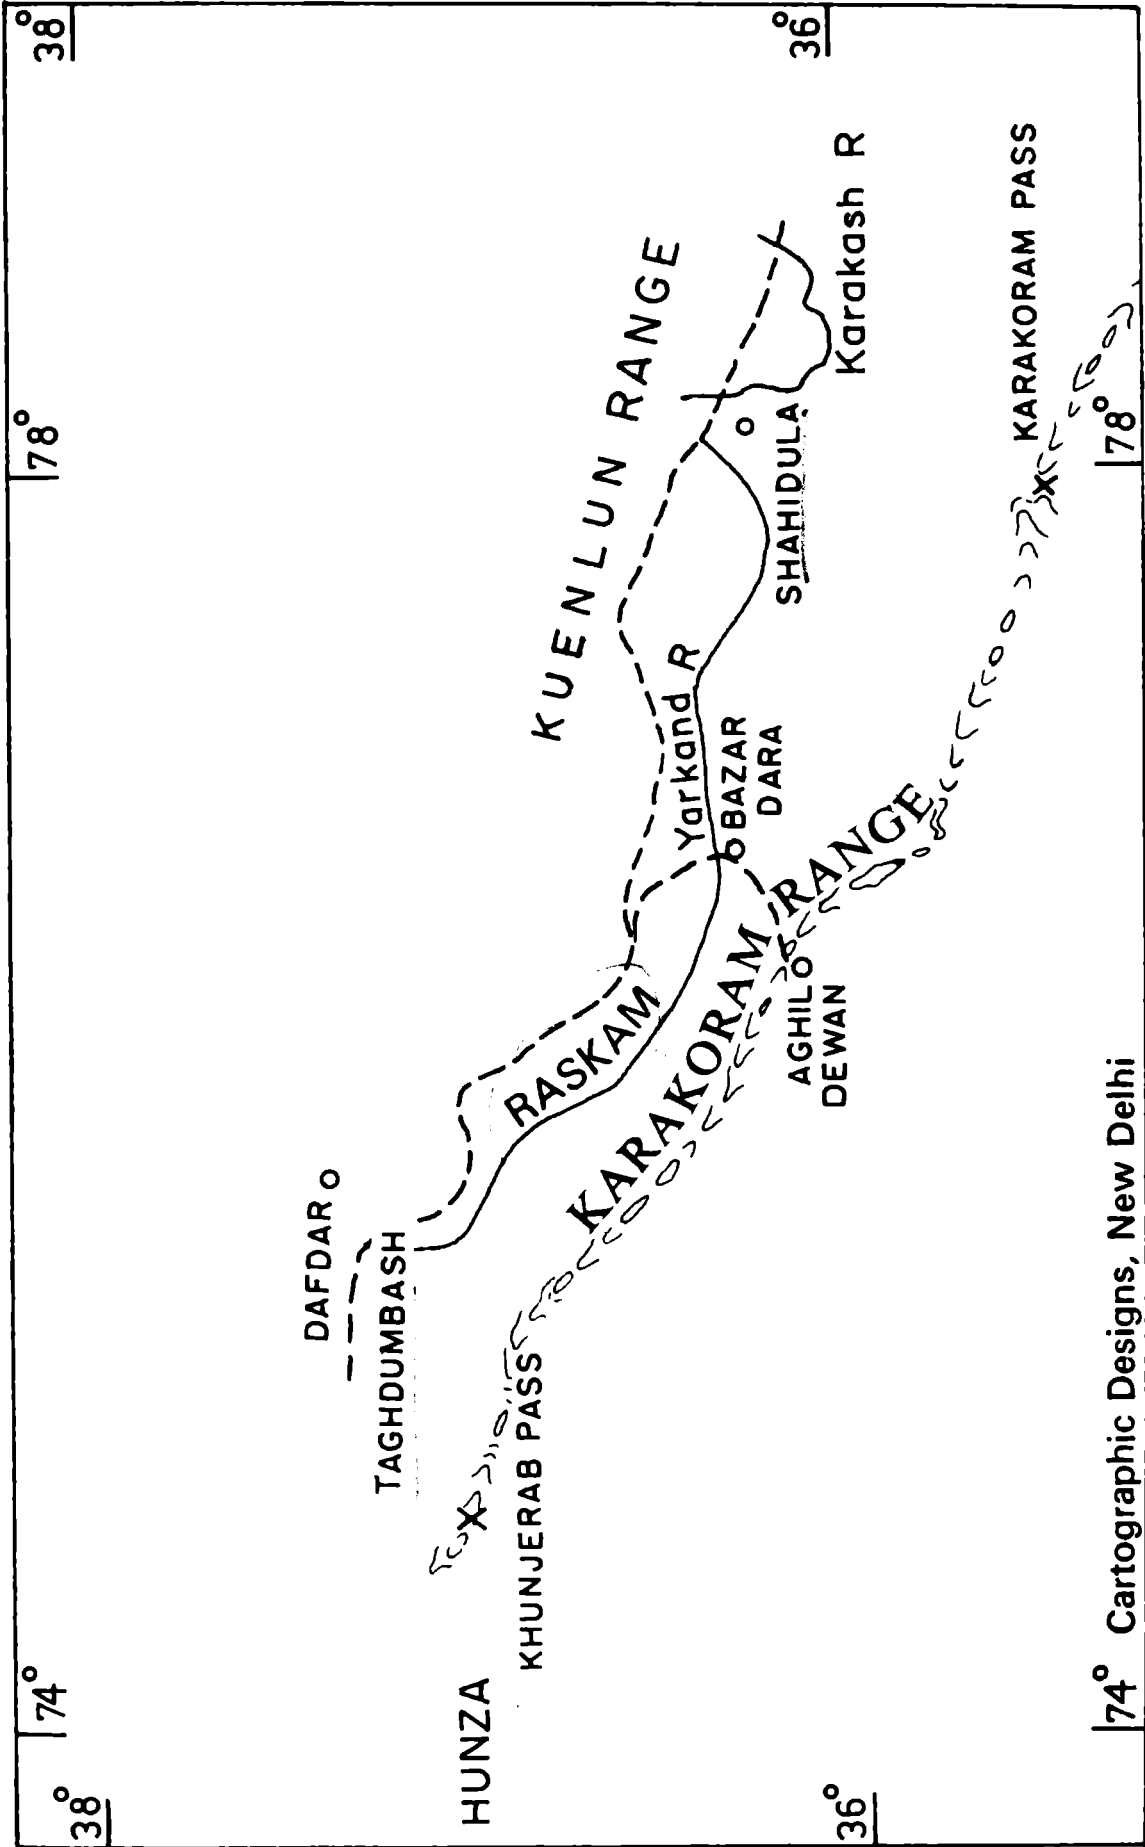 74°
78°
38°
38°
DAFDAR
TAGHDUMBASH
KUENLUN RANGE
HUNZA
KHUNJERAB PASS
RASKAM
Yarkand R
BAZAR
DARA
SHAHIDULA
Karakash R
KARAKORAM RANGE
AGHIL
DEWAN
KARAKORAM PASS
36°
36°
74°
78°
Cartographic Designs, New Delhi